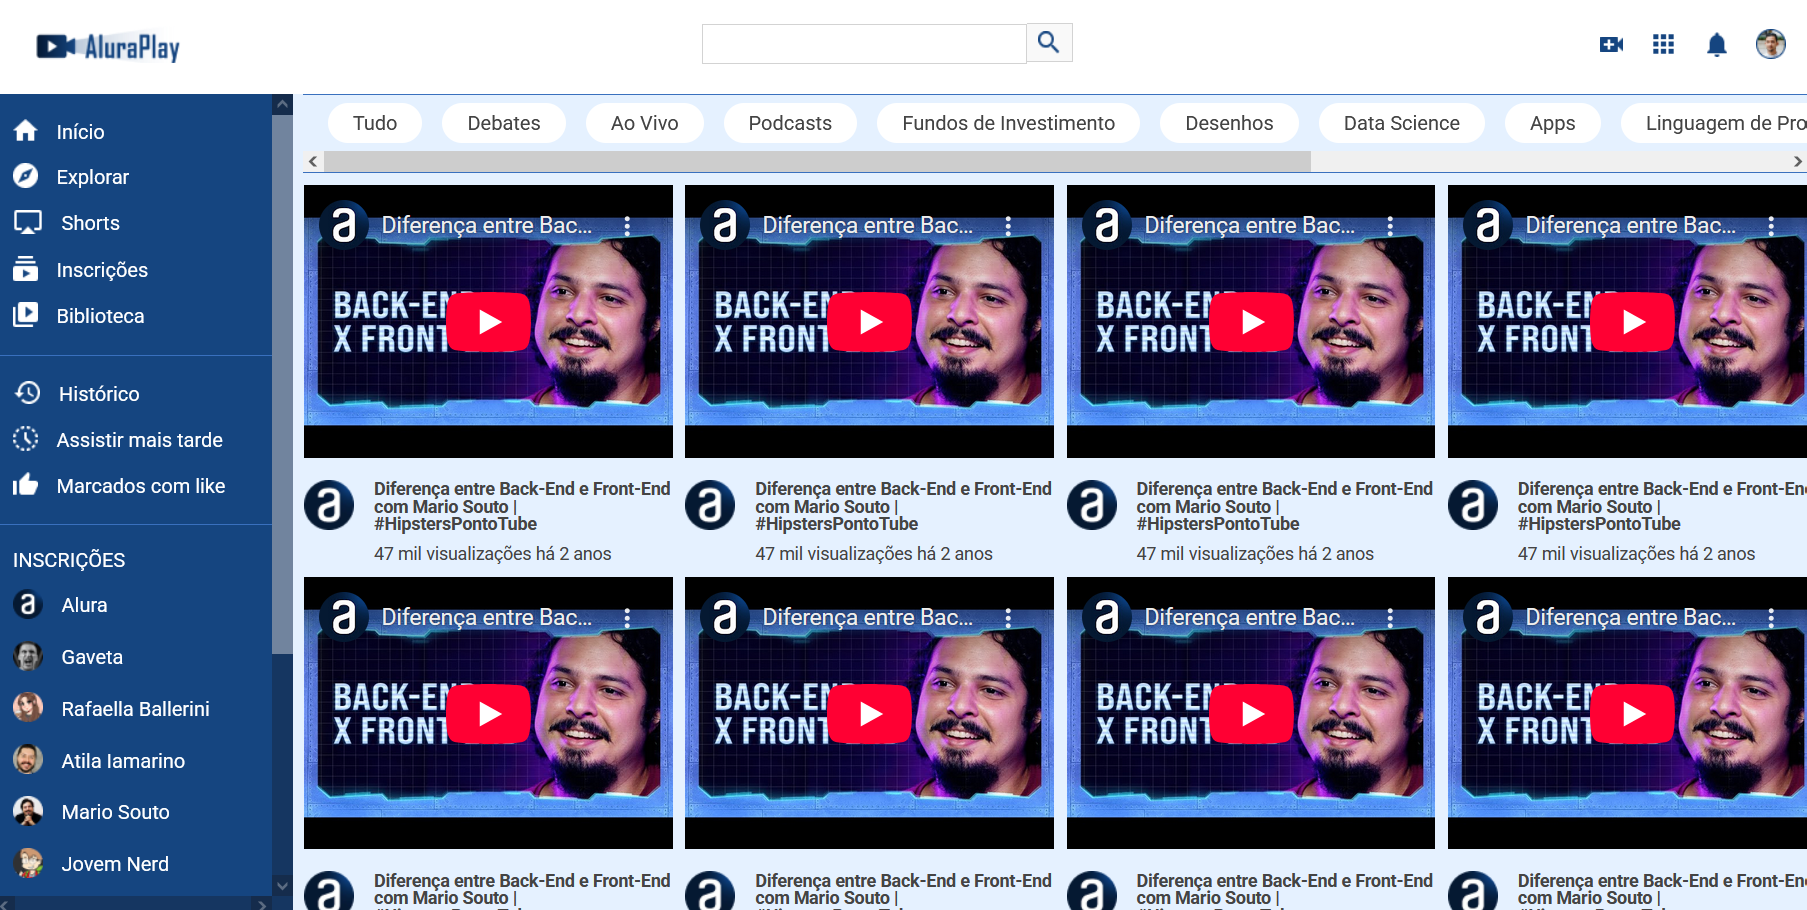 AluraPlay
Início
Explorar
Shorts
Inscrições
Biblioteca
Histórico
Assistir mais tarde
Marcados com like
INSCRIÇÕES
Alura
Gaveta
Rafaella Ballerini
Atila Iamarino
Mario Souto
Jovem Nerd
Tudo
Debates
Ao Vivo
Podcasts
Fundos de Investimento
Desenhos
Data Science
Apps
Linguagem de Pro
a Diferença entre Bac...
BACK-EN
X FRONT
a Diferença entre Bac...
BACK-EN
X FRONT
a Diferença entre Bac...
BACK-EN
X FRONT
a Diferença entre Bac...
BACK-EN
X FRONT
Diferença entre Back-End e Front-End
com Mario Souto |
#HipstersPontoTube
47 mil visualizações há 2 anos
Diferença entre Back-End e Front-End
com Mario Souto |
#HipstersPontoTube
47 mil visualizações há 2 anos
Diferença entre Back-End e Front-End
com Mario Souto |
#HipstersPontoTube
47 mil visualizações há 2 anos
Diferença entre Back-End e Front-En
com Mario Souto |
#HipstersPontoTube
47 mil visualizações há 2 anos
a Diferença entre Bac...
BACK-EN
X FRONT
a Diferença entre Bac...
BACK-EN
X FRONT
a Diferença entre Bac...
BACK-EN
X FRONT
a Diferença entre Bac...
BACK-EN
X FRONT
Diferença entre Back-End e Front-End
com Mario Souto |
Diferença entre Back-End e Front-End
com Mario Souto |
Diferença entre Back-End e Front-End
com Mario Souto |
Diferença entre Back-End e Front-En
com Mario Souto |